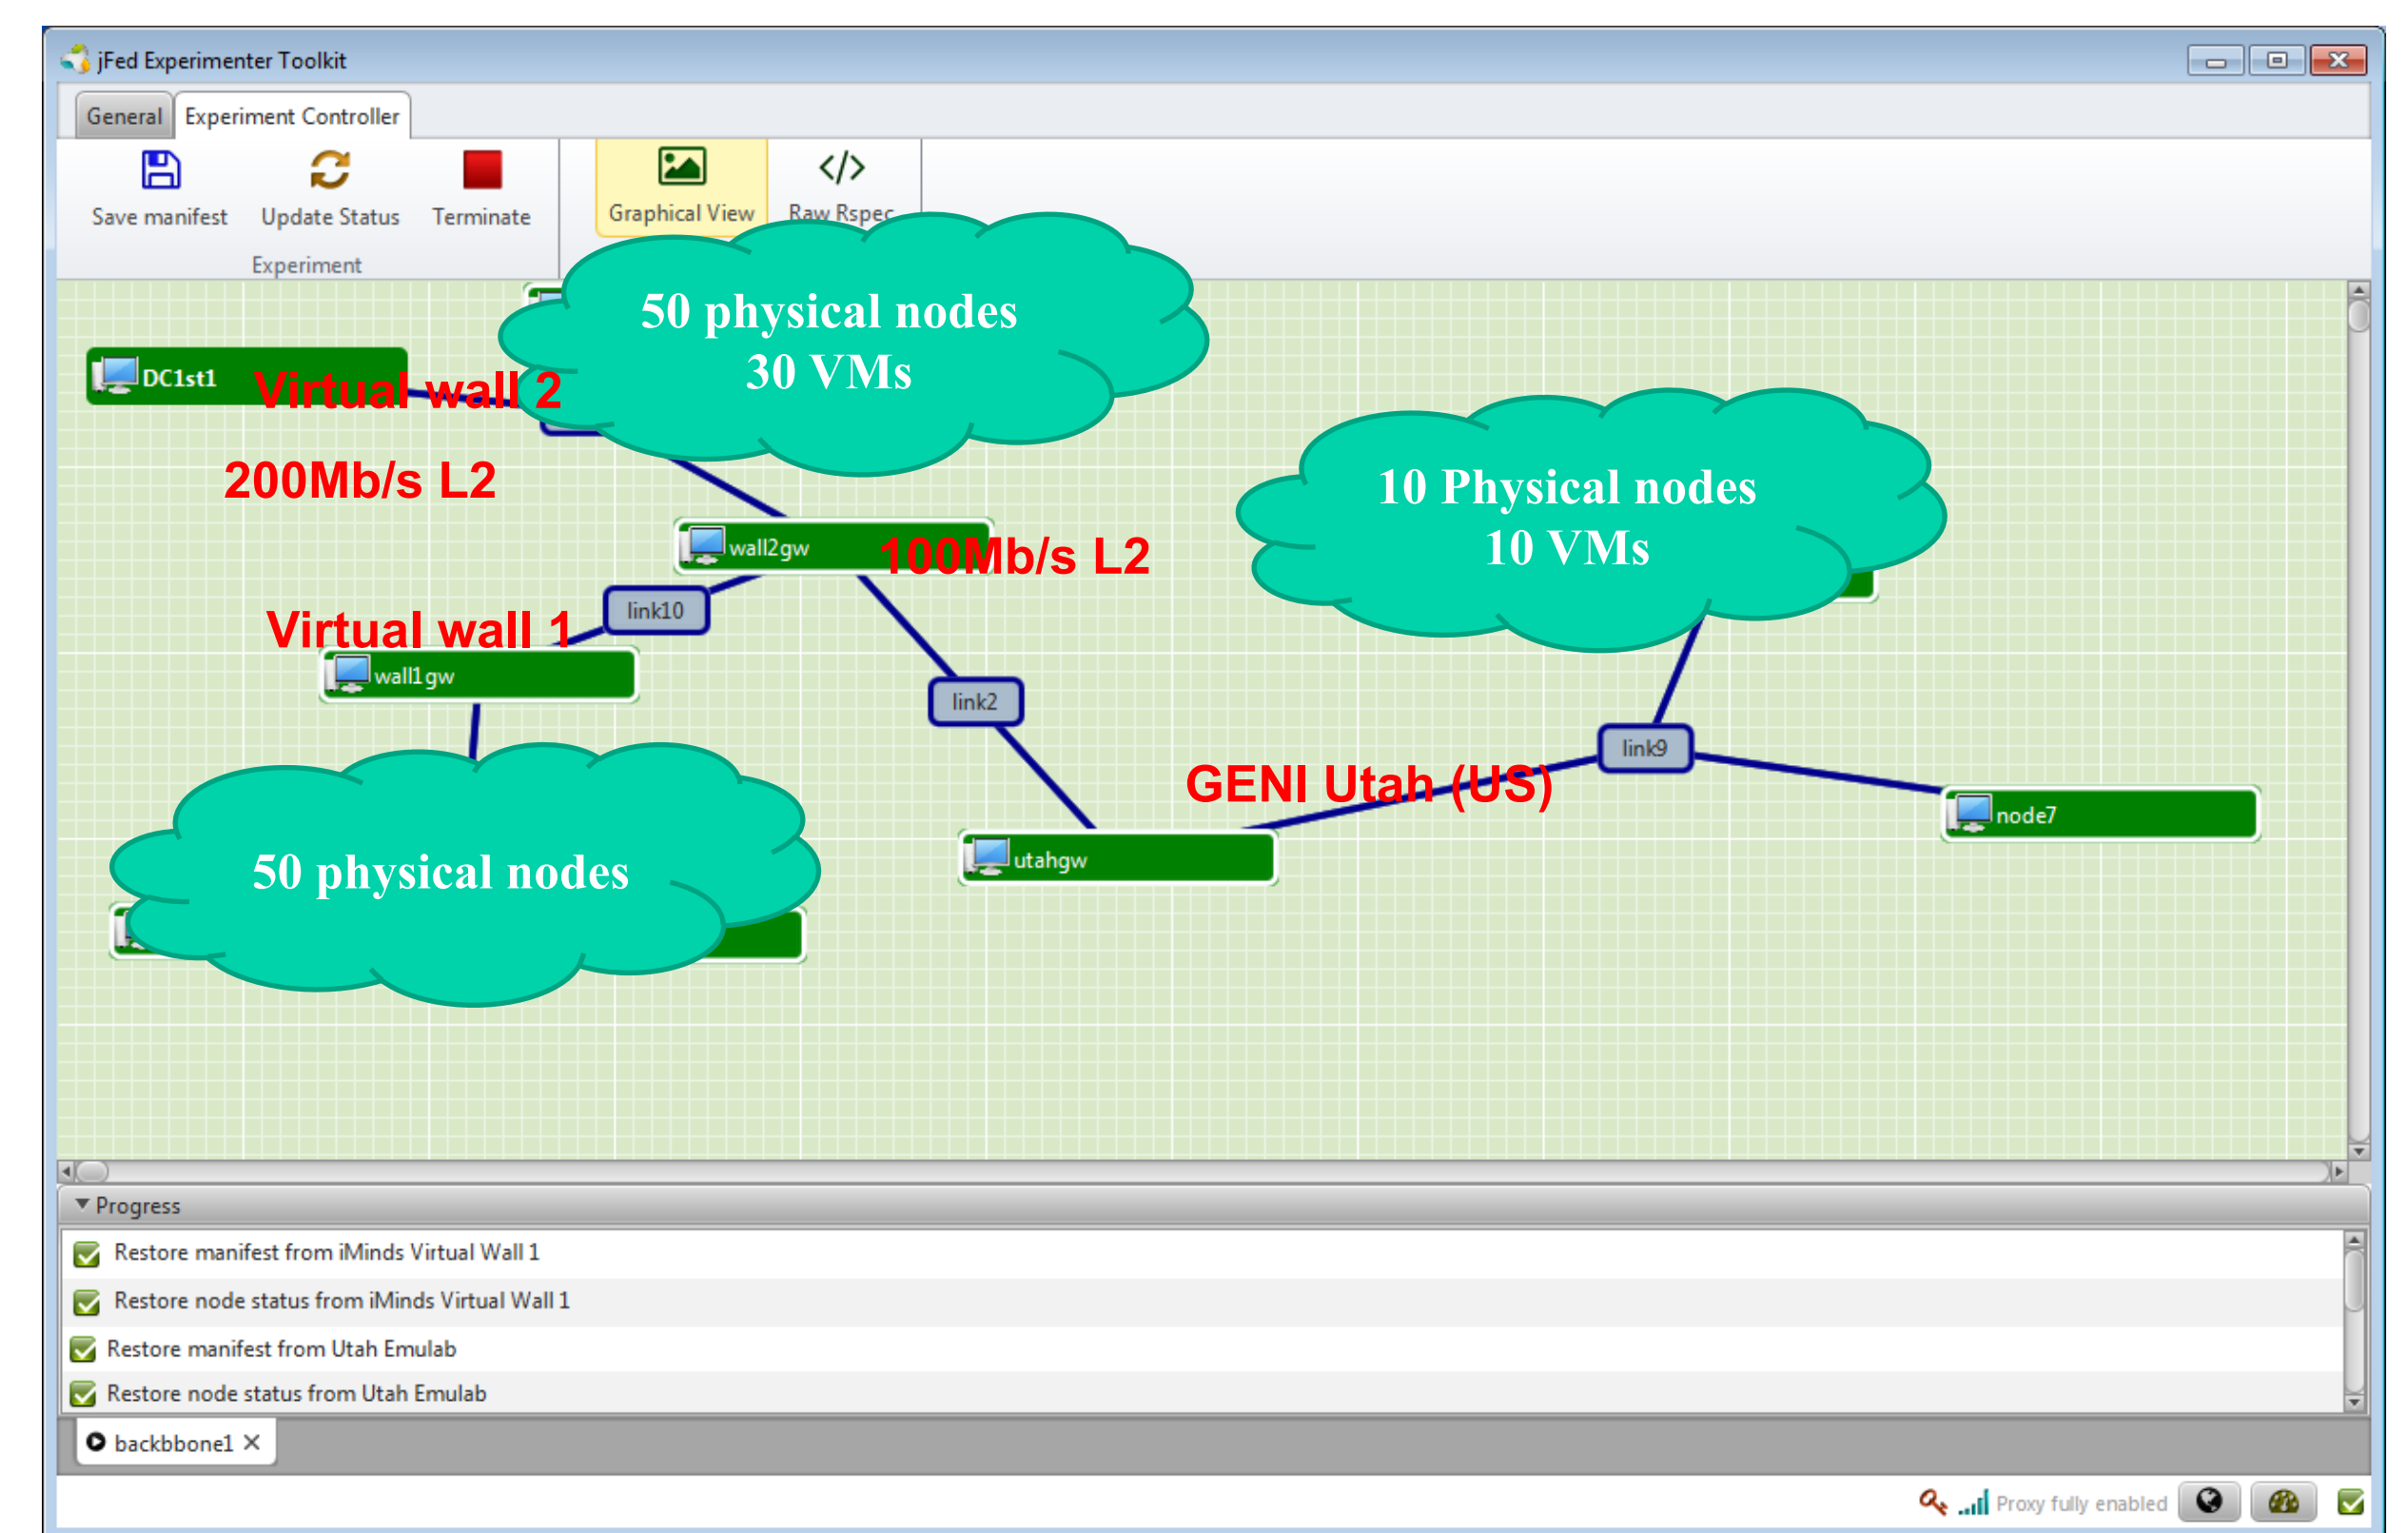 jFed Experimenter Toolkit
General Experiment Controller
Save manifest Update Status Terminate Graphical View Raw Rspec
Experiment
50 physical nodes
30 VMs
DC1st1
Virtual wall 2
200Mb/s L2
10 Physical nodes
10 VMs
wall2gw
100Mb/s L2
link10
Virtual wall 1
wall1gw
link2
link9
GENI Utah (US)
node7
utahgw
50 physical nodes
Progress
Restore manifest from iMinds Virtual Wall 1
Restore node status from iMinds Virtual Wall 1
Restore manifest from Utah Emulab
Restore node status from Utah Emulab
backbbone1
Proxy fully enabled